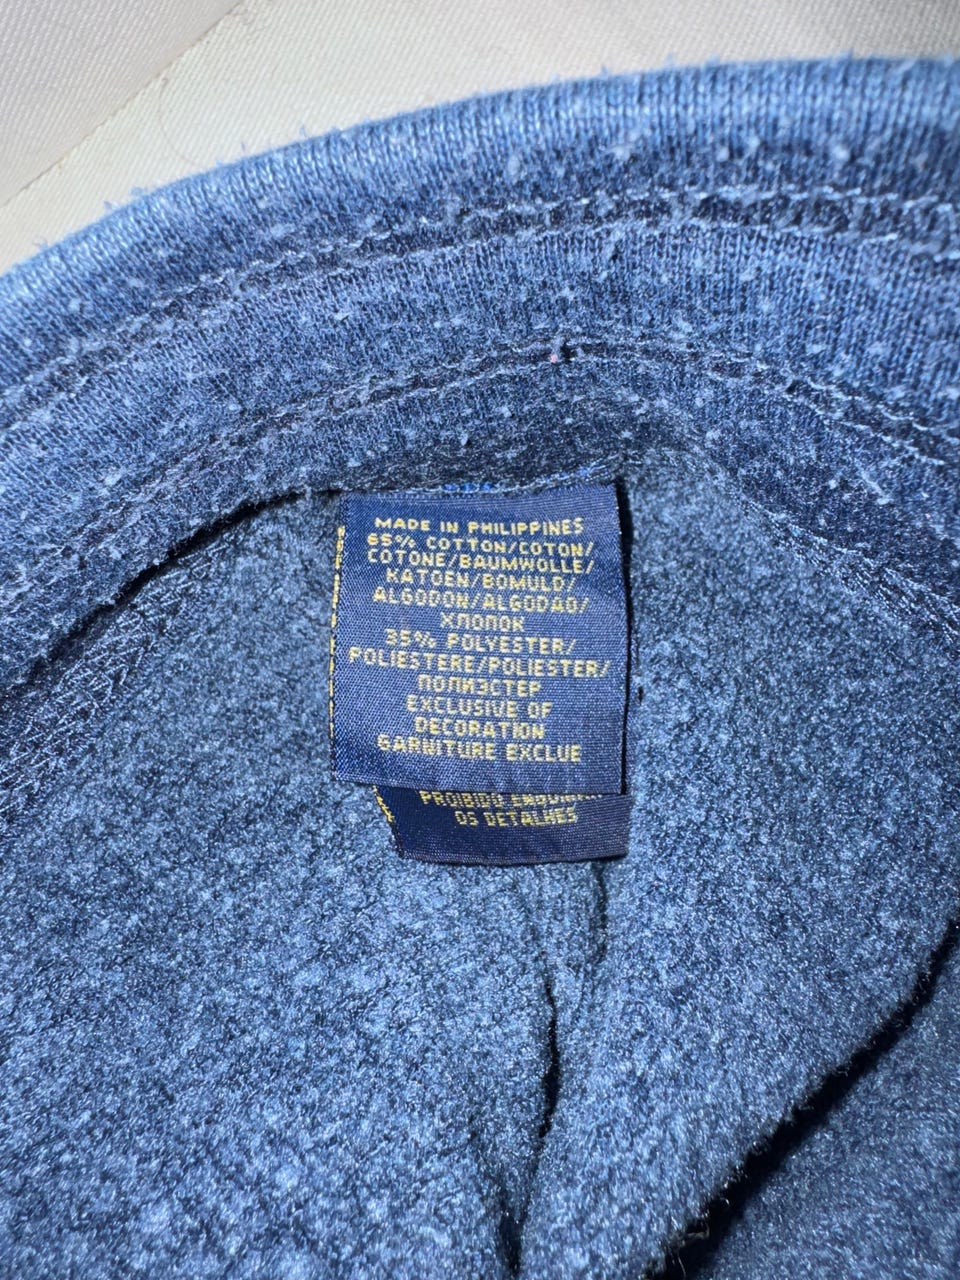 MADE IN PHILIPPINES
65% COTTON/COTON/
COTONE/BAUMWOLLE/
KATOEN/BOMULD/
ALGODON/ALGODAO/
ХЛОПОК
35% POLYESTER/
POLIESTERE/POLIESTER/
ПОЛИЭСТЕР
EXCLUSIVE OF
DECORATION
GARNITURE EXCLUE
PROIBIDO
OS DETALHES